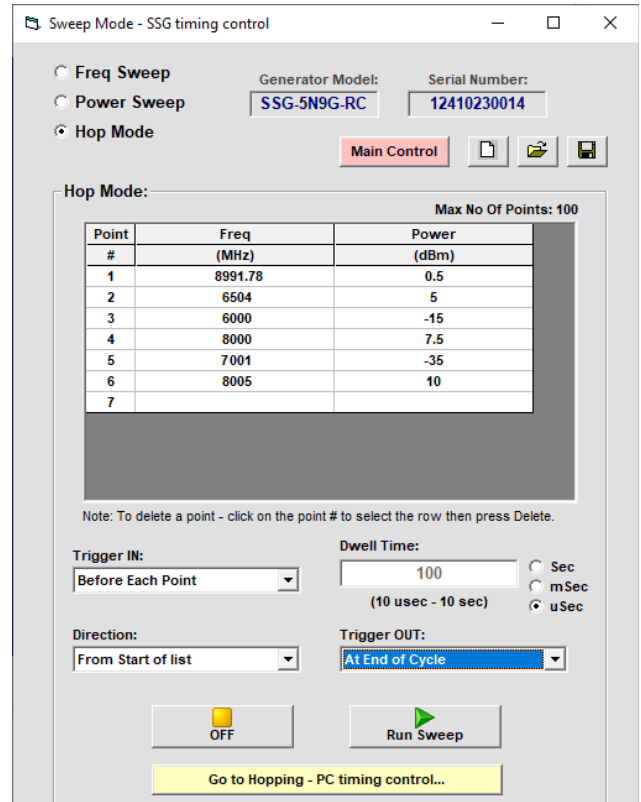 Sweep Mode - SSG timing control
Freq Sweep
Power Sweep
Hop Mode
Generator Model: Serial Number:
SSG-5N9G-RC 12410230014
Main Control
Hop Mode:
Max No Of Points: 100
Point Freq Power
# (MHz) (dBm)
1 8991.78 0.5
2 6504 5
3 6000 -15
4 8000 7.5
5 7001 -35
6 8005 10
7
Note: To delete a point - click on the point # to select the row then press Delete.
Trigger IN:
Before Each Point
Dwell Time:
100
(10 usec - 10 sec)
Sec
mSec
uSec
Direction:
From Start of list
Trigger OUT:
At End of Cycle
OFF
Run Sweep
Go to Hopping - PC timing control...